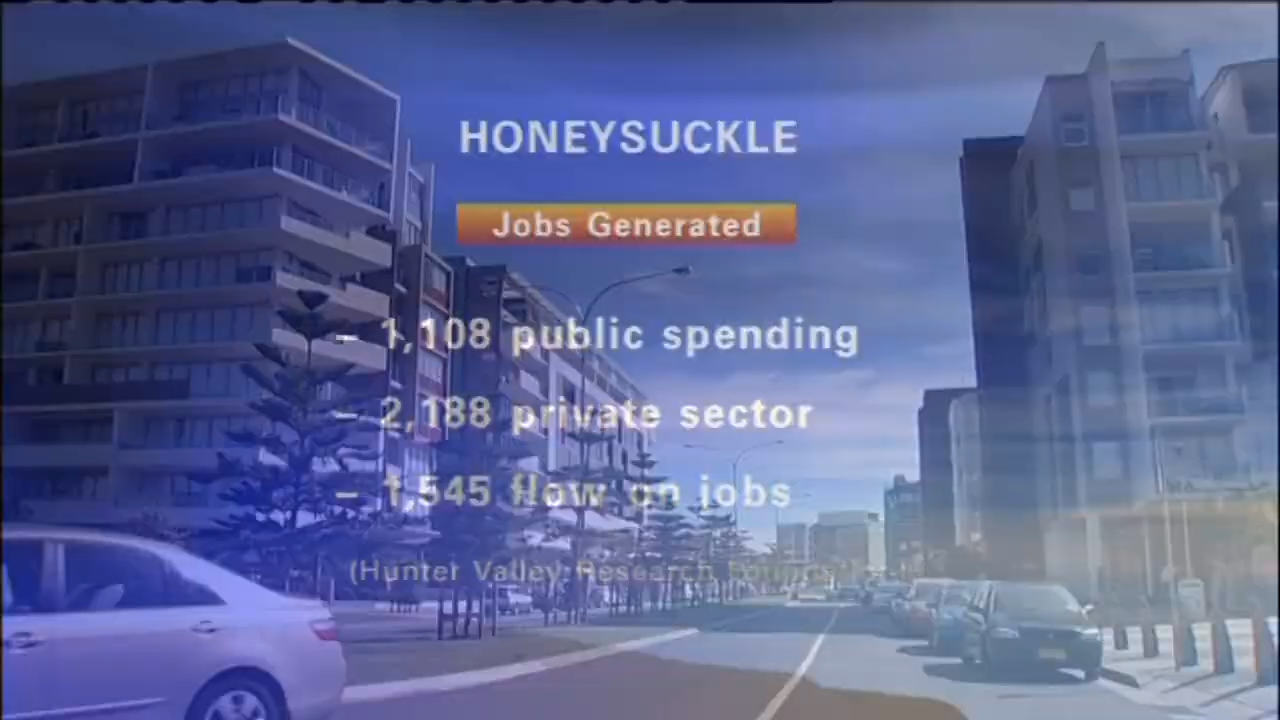 HONEYSUCKLE
Jobs Generated
- 1,108 public spending
- 2,188 private sector
- 1,545 flow on jobs
(Hunter Valley Research